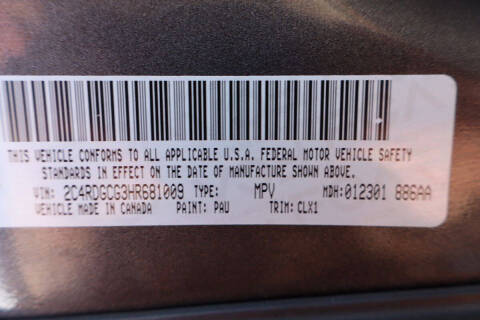 THIS VEHICLE CONFORMS TO ALL APPLICABLE U.S.A. FEDERAL MOTOR VEHICLE SAFETY
STANDARDS IN EFFECT ON THE DATE OF MANUFACTURE SHOWN ABOVE.
VIN: 2C4RDGCG3HR681009 TYPE: MPV MDH:012301 886AA
VEHICLE MADE IN CANADA PAINT: PAU TRIM: CLX1